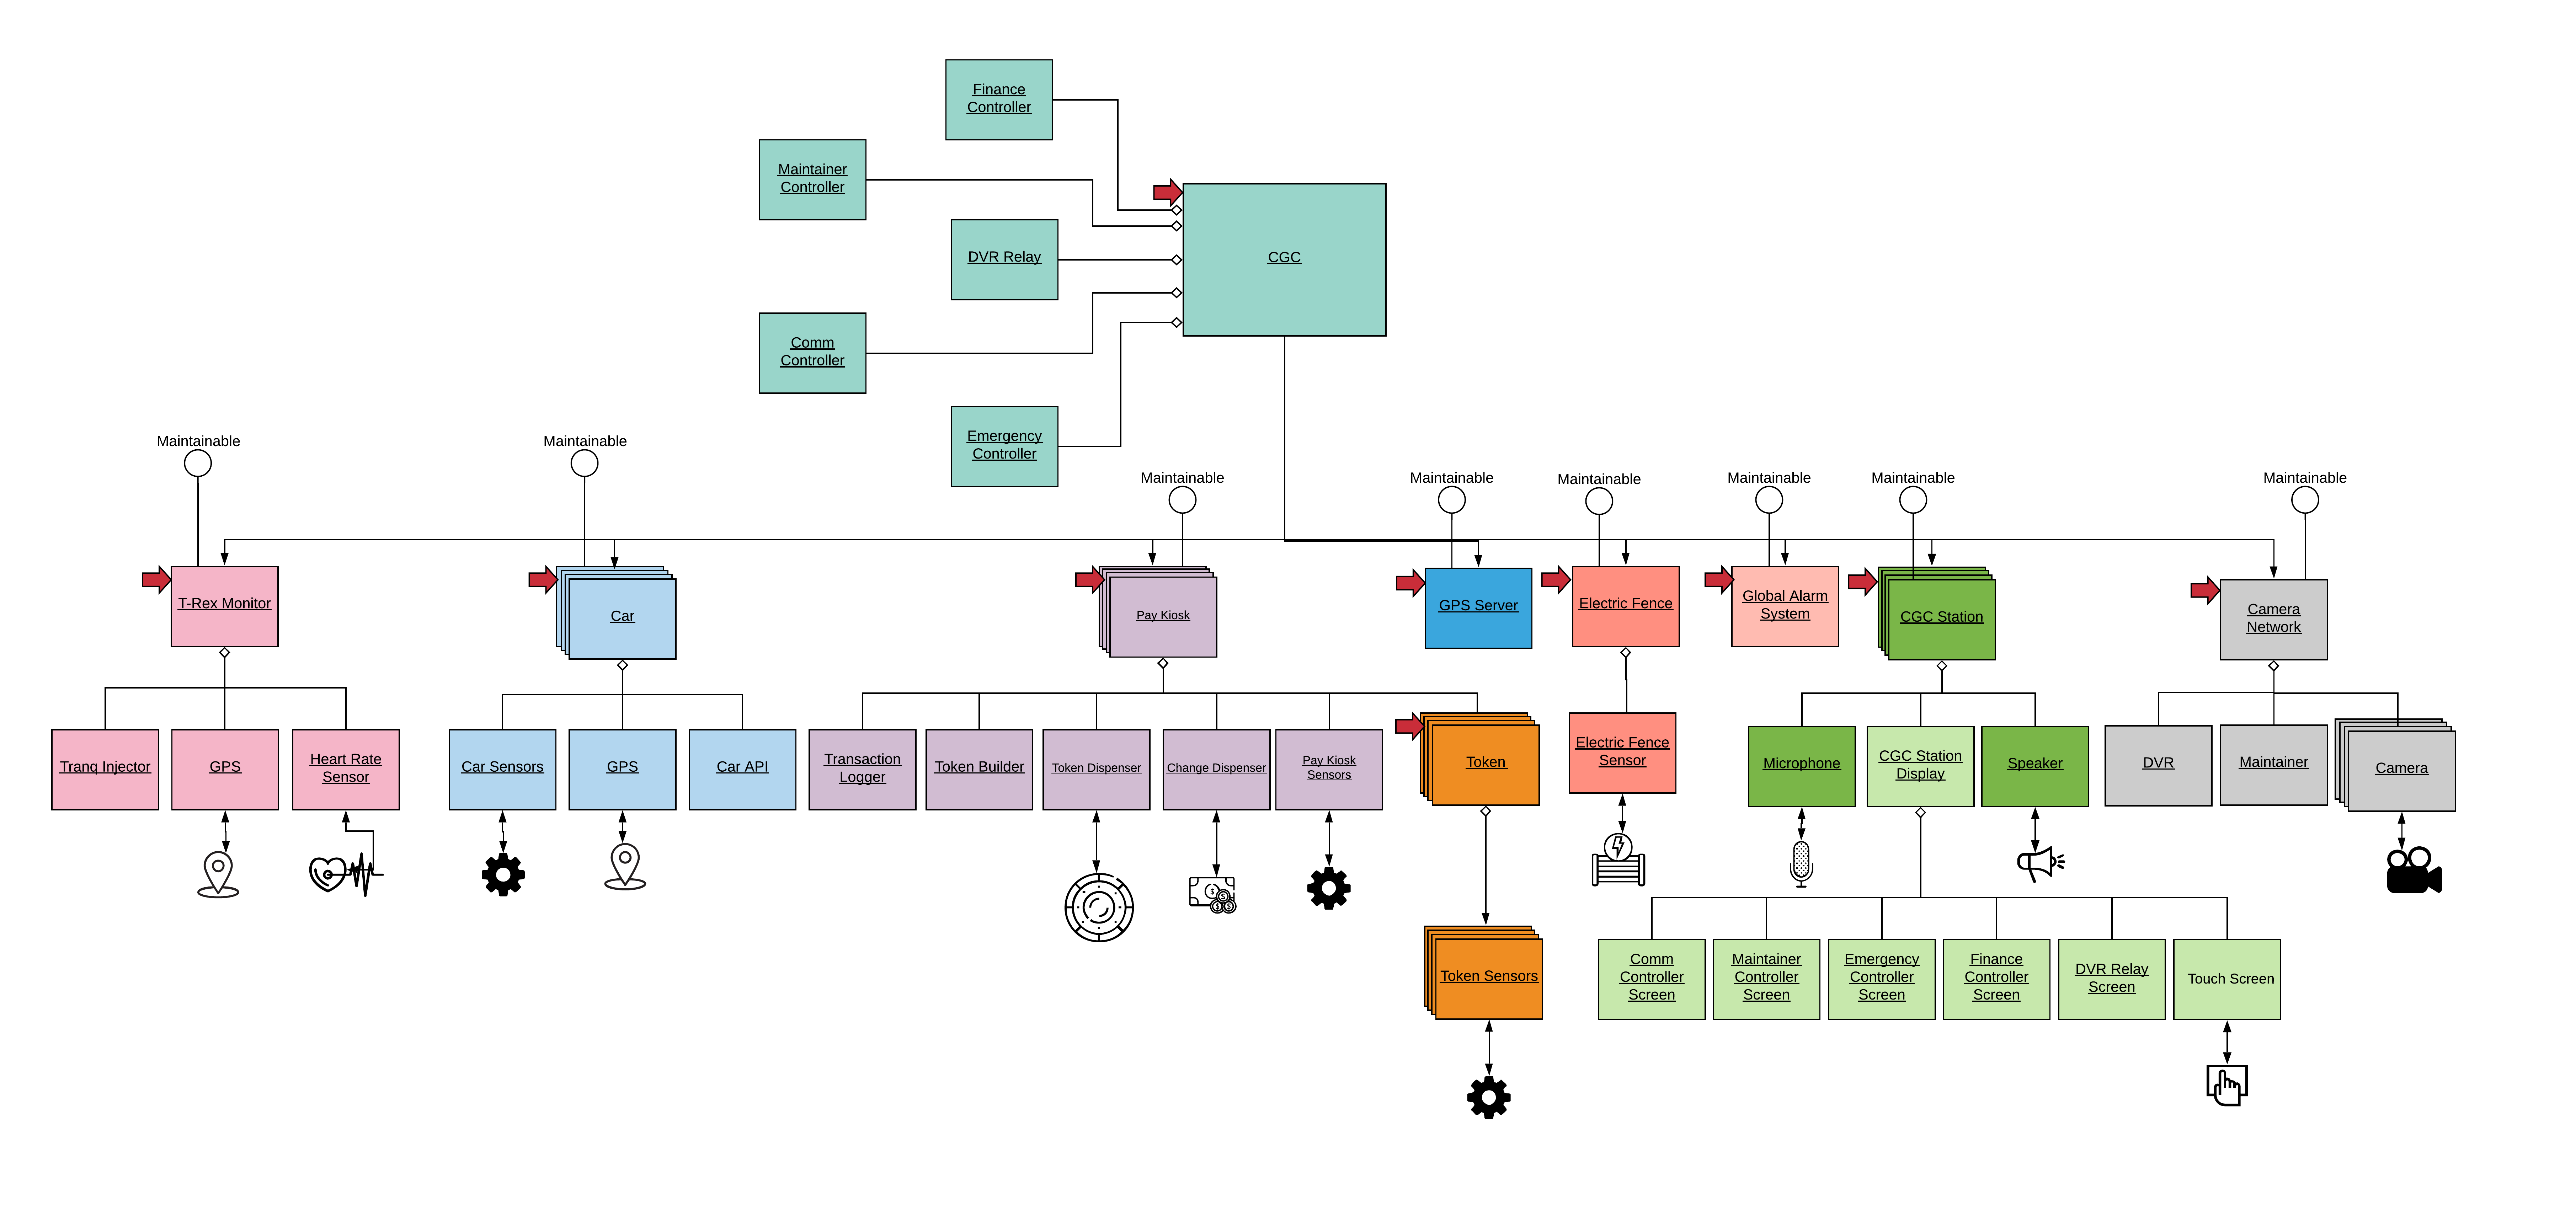 Finance
Controller
Maintainer
Controller
DVR Relay
CGC
Comm
Controller
Emergency
Controller
Maintainable
Maintainable
Maintainable
Maintainable
Maintainable
Maintainable
Maintainable
Maintainable
T-Rex Monitor
Car
Pay Kiosk
GPS Server
Electric Fence
Global Alarm
System
CGC Station
Camera
Network
Tranq Injector
GPS
Heart Rate
Sensor
Car Sensors
GPS
Car API
Transaction
Logger
Token Builder
Token Dispenser
Change Dispenser
Pay Kiosk
Sensors
Token
Electric Fence
Sensor
Microphone
CGC Station
Display
Speaker
DVR
Maintainer
Camera
Token Sensors
Comm
Controller
Screen
Maintainer
Controller
Screen
Emergency
Controller
Screen
Finance
Controller
Screen
DVR Relay
Screen
Touch Screen